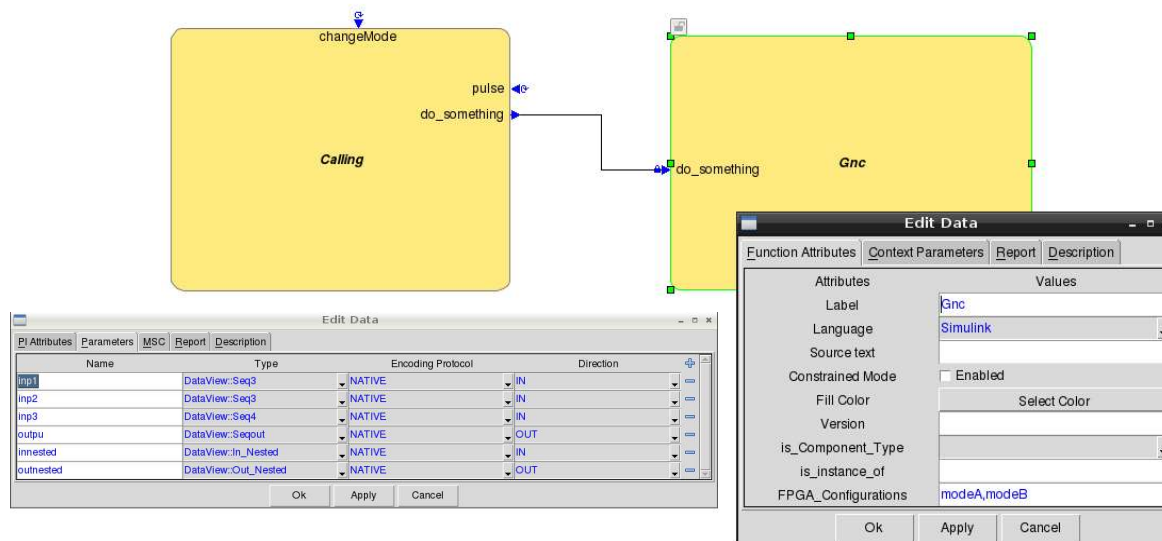 changeMode
pulse
do_something
Calling
do_something
Gnc
Edit Data
PI Attributes Parameters MSC Report Description
Name Type Encoding Protocol Direction
inp1 DataView::Seq3 NATIVE IN
inp2 DataView::Seq3 NATIVE IN
inp3 DataView::Seq4 NATIVE IN
outpu DataView::Seqout NATIVE OUT
innested DataView::In_Nested NATIVE IN
outnested DataView::Out_Nested NATIVE OUT
Ok Apply Cancel
Edit Data
Function Attributes Context Parameters Report Description
Attributes Values
Label Gnc
Language Simulink
Source text
Constrained Mode Enabled
Fill Color Select Color
Version
is_Component_Type
is_instance_of
FPGA_Configurations modeA,modeB
Ok Apply Cancel